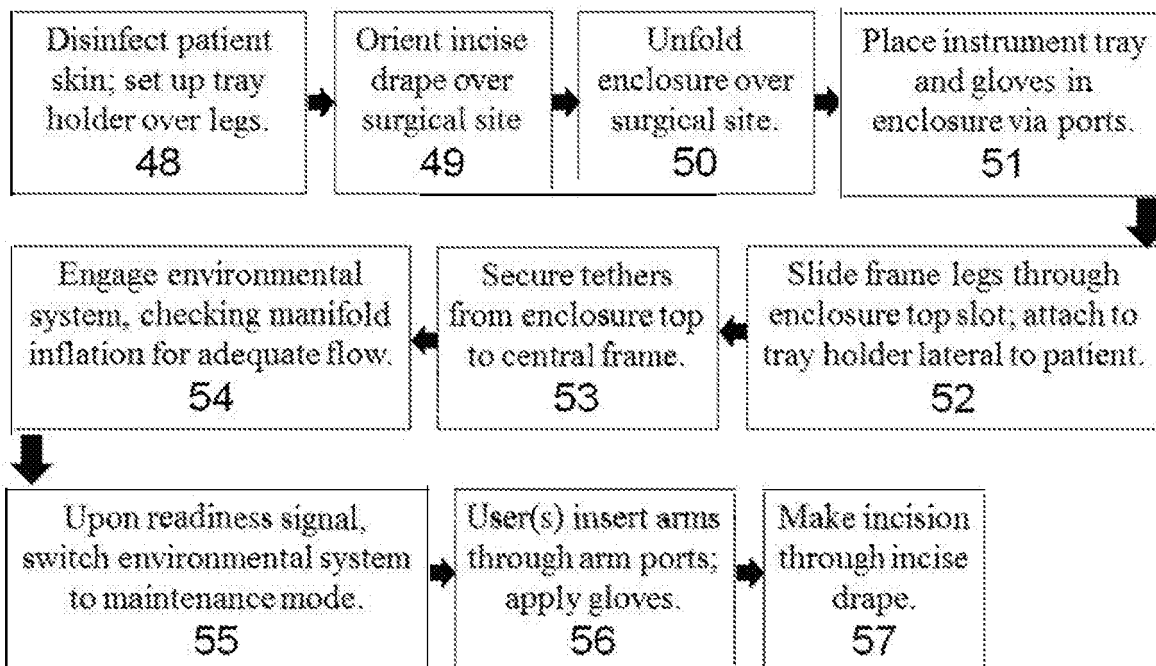 Disinfect patient
skin; set up tray
holder over legs.
48
Orient incise
drape over
surgical site
49
Unfold
enclosure over
surgical site.
50
Place instrument tray
and gloves in
enclosure via ports.
51
Slide frame legs through
enclosure top slot; attach to
tray holder lateral to patient.
52
Secure tethers
from enclosure top
to central frame.
53
Engage environmental
system, checking manifold
inflation for adequate flow.
54
Upon readiness signal,
switch environmental system
to maintenance mode.
55
User(s) insert arms
through arm ports;
apply gloves.
56
Make incision
through incise
drape.
57